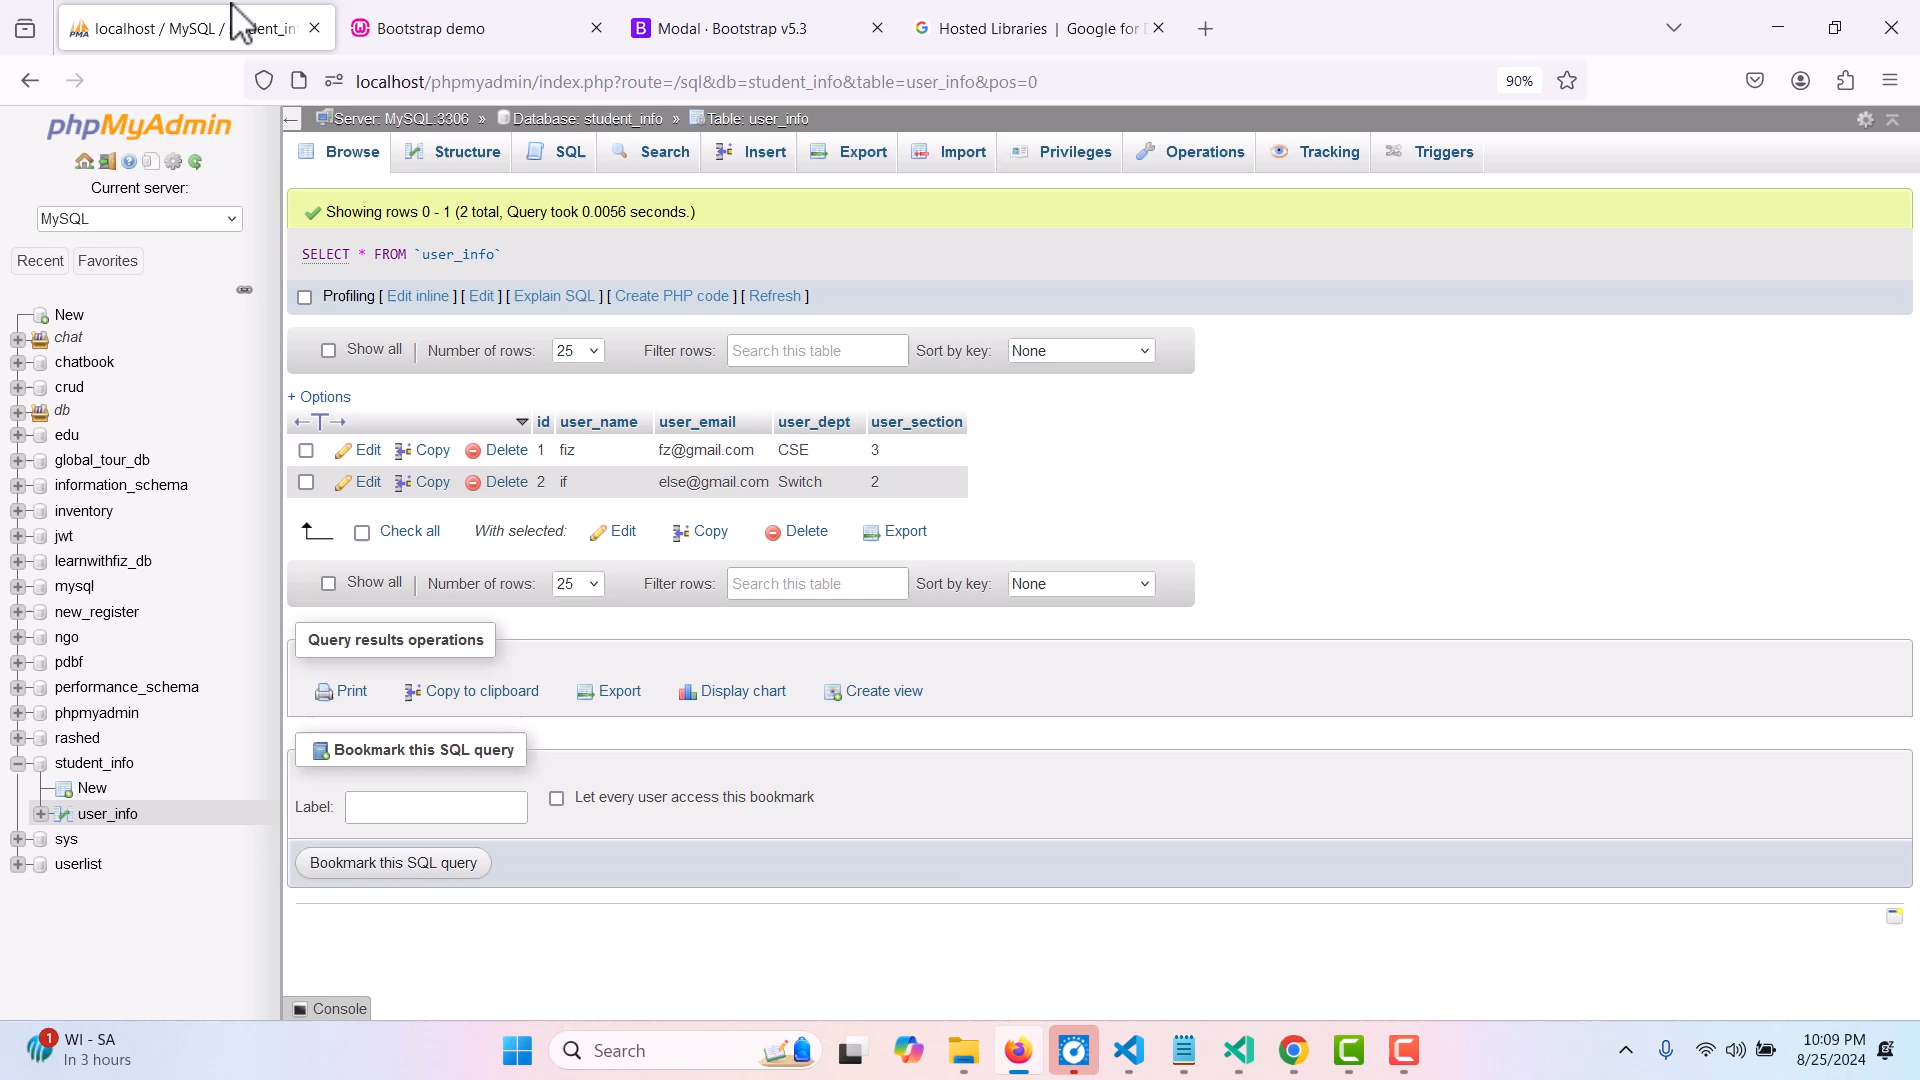 localhost / MySQL /
Bootstrap demo
Modal · Bootstrap v5.3
Hosted Libraries | Google for
localhost/phpmyadmin/index.php?route=/sql&db=student_info&table=user_info&pos=0
90%
phpMyAdmin
Current server:
MySQL
Recent
Favorites
New
chat
chatbook
crud
db
edu
global_tour_db
information_schema
inventory
jwt
learnwithfiz_db
mysql
new_register
ngo
pdbf
performance_schema
phpmyadmin
rashed
student_info
New
user_info
sys
userlist
Server: MySQL:3306 » Database: student_info » Table: user_info
Browse Structure SQL Search Insert Export Import Privileges Operations Tracking Triggers
Showing rows 0 - 1 (2 total, Query took 0.0056 seconds.)
SELECT * FROM `user_info`
Profiling [ Edit inline ] [ Edit ] [ Explain SQL ] [ Create PHP code ] [ Refresh ]
Show all | Number of rows: 25 Filter rows: Search this table Sort by key: None
+ Options
id user_name user_email user_dept user_section
Edit Copy Delete 1 fiz fz@gmail.com CSE 3
Edit Copy Delete 2 if else@gmail.com Switch 2
Check all With selected: Edit Copy Delete Export
Show all | Number of rows: 25 Filter rows: Search this table Sort by key: None
Query results operations
Print Copy to clipboard Export Display chart Create view
Bookmark this SQL query
Label: Let every user access this bookmark
Bookmark this SQL query
Console
1
WI - SA
In 3 hours
Search
10:09 PM
8/25/2024